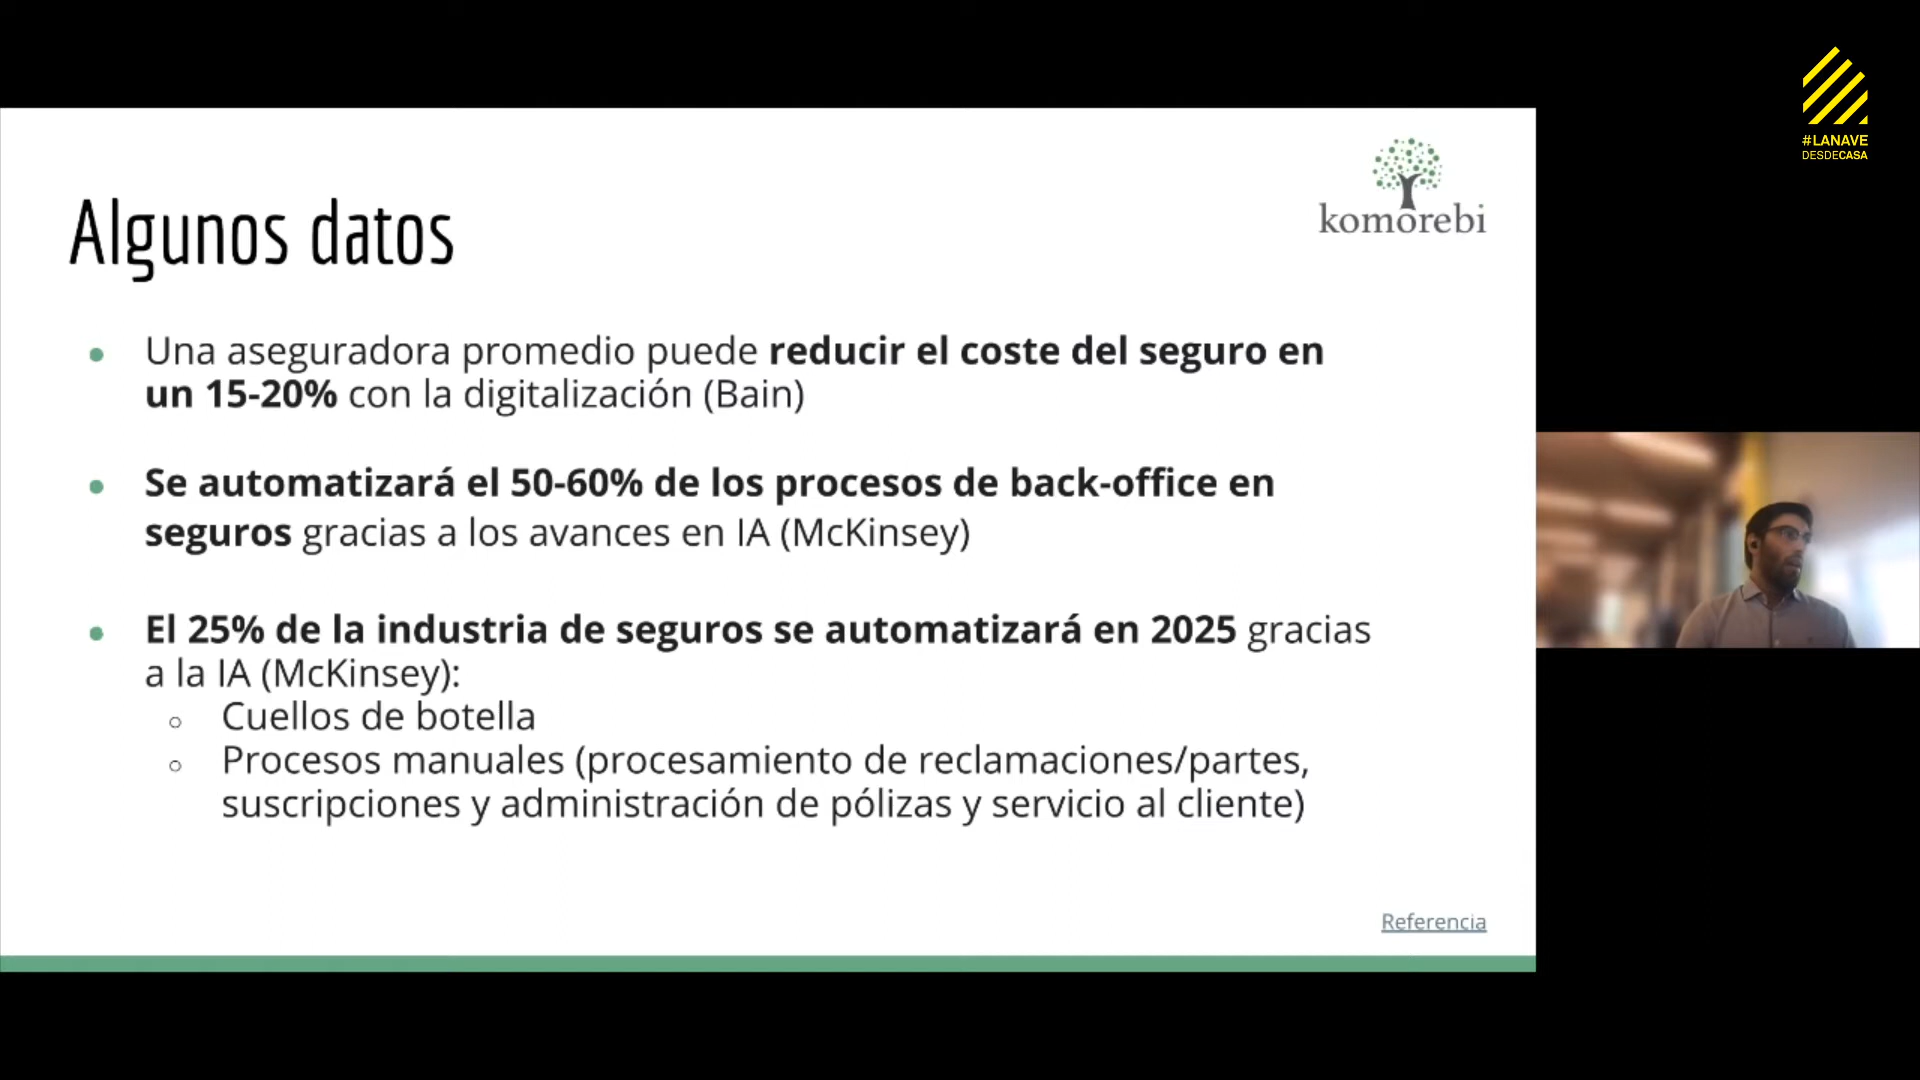 #LANAVE
DESDECASA
komorebi
Algunos datos
Una aseguradora promedio puede reducir el coste del seguro en
un 15-20% con la digitalización (Bain)
Se automatizará el 50-60% de los procesos de back-office en
seguros gracias a los avances en IA (McKinsey)
El 25% de la industria de seguros se automatizará en 2025 gracias
a la IA (McKinsey):
Cuellos de botella
Procesos manuales (procesamiento de reclamaciones/partes,
suscripciones y administración de pólizas y servicio al cliente)
Referencia